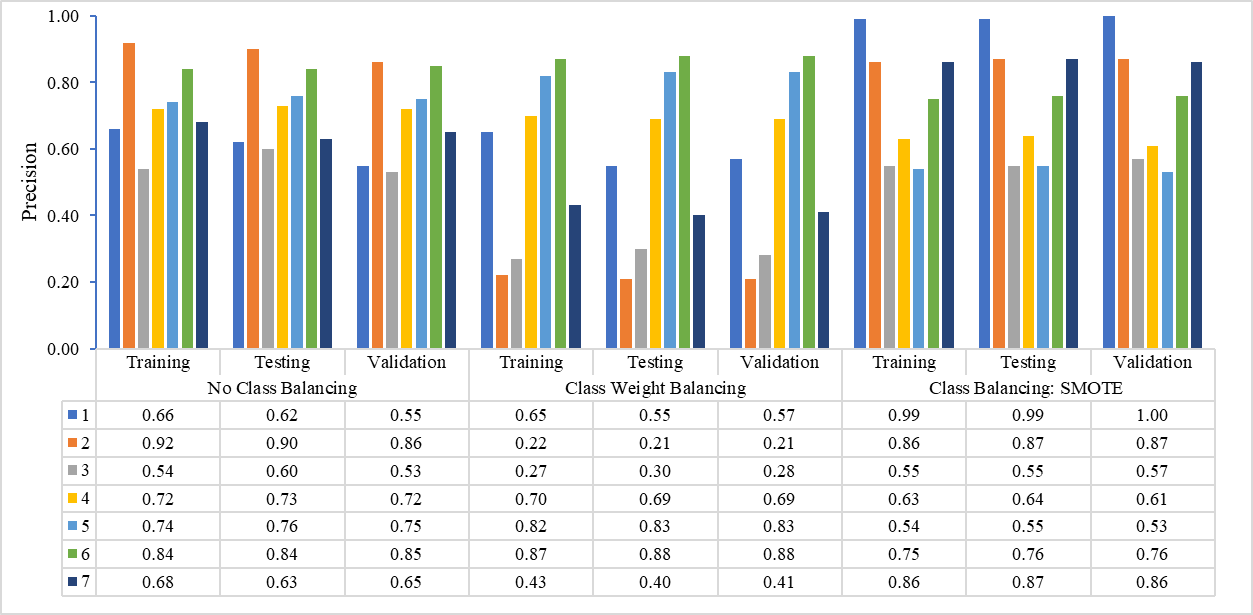 1.00
0.80
0.60
0.40
0.20
0.00
Precision
Training Testing Validation Training Testing Validation Training Testing Validation
No Class Balancing Class Weight Balancing Class Balancing: SMOTE
1 0.66 0.62 0.55 0.65 0.55 0.57 0.99 0.99 1.00
2 0.92 0.90 0.86 0.22 0.21 0.21 0.86 0.87 0.87
3 0.54 0.60 0.53 0.27 0.30 0.28 0.55 0.55 0.57
4 0.72 0.73 0.72 0.70 0.69 0.69 0.63 0.64 0.61
5 0.74 0.76 0.75 0.82 0.83 0.83 0.54 0.55 0.53
6 0.84 0.84 0.85 0.87 0.88 0.88 0.75 0.76 0.76
7 0.68 0.63 0.65 0.43 0.40 0.41 0.86 0.87 0.86